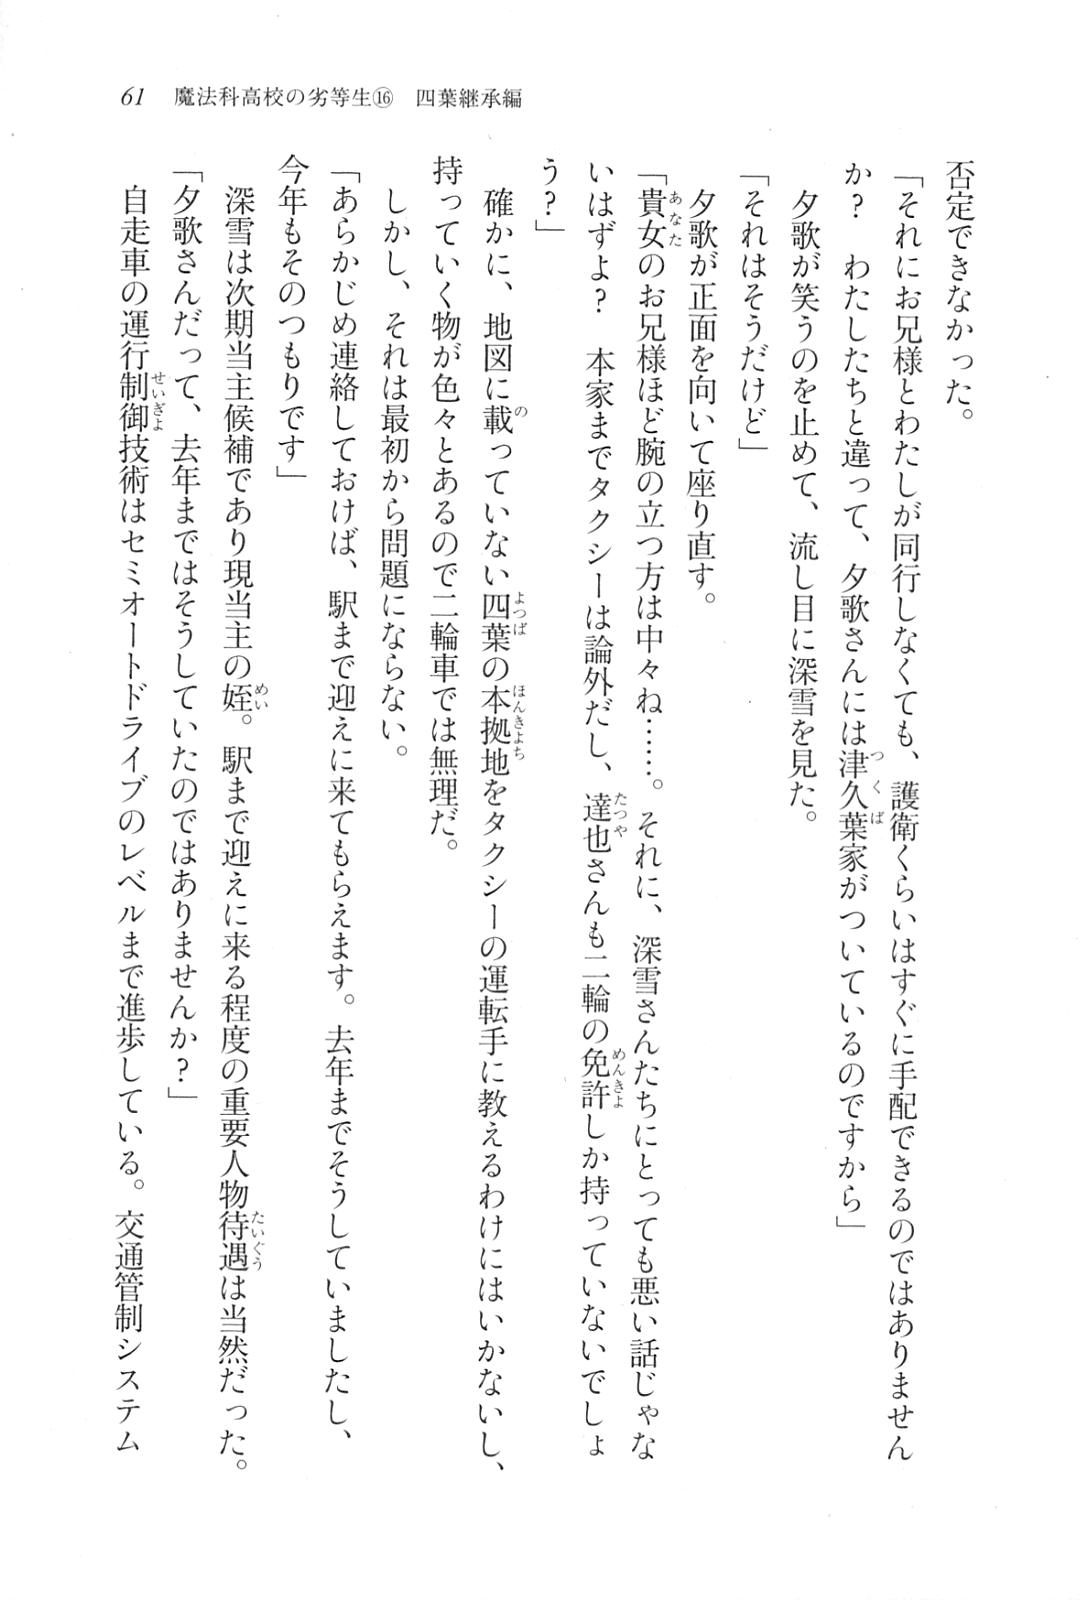 61　魔法科高校の劣等生⑯　四葉継承編
否定できなかった。
「それにお兄様とわたしが同行しなくても、護衛くらいはすぐに手配できるのではありません
か？　わたしたちと違って、夕歌さんには津久葉家がついているのですから」
　夕歌が笑うのを止めて、流し目に深雪を見た。
「それはそうだけど」
　夕歌が正面を向いて座り直す。
「貴女のお兄様ほど腕の立つ方は中々ね……。それに、深雪さんたちにとっても悪い話じゃな
いはずよ？　本家までタクシーは論外だし、達也さんも二輪の免許しか持っていないでしょ
う？」
　確かに、地図に載っていない四葉の本拠地をタクシーの運転手に教えるわけにはいかないし、
持っていく物が色々とあるので二輪車では無理だ。
　しかし、それは最初から問題にならない。
「あらかじめ連絡しておけば、駅まで迎えに来てもらえます。去年までそうしていましたし、
今年もそのつもりです」
　深雪は次期当主候補であり現当主の姪。駅まで迎えに来る程度の重要人物待遇は当然だった。
「夕歌さんだって、去年まではそうしていたのではありませんか？」
　自走車の運行制御技術はセミオートドライブのレベルまで進歩している。交通管制システム